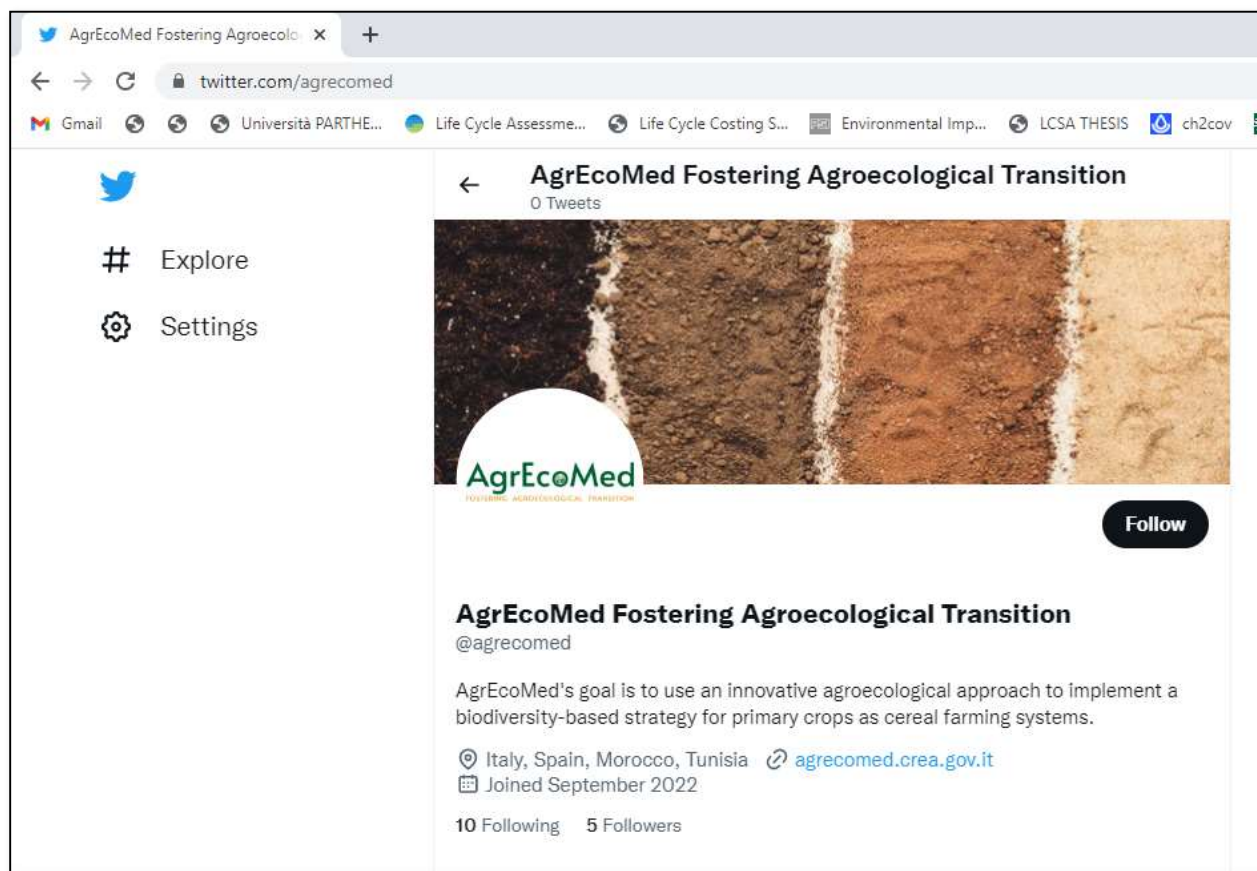 AgrEcoMed Fostering Agroecolo
twitter.com/agrecomed
Gmail Università PARTHE... Life Cycle Assessme... Life Cycle Costing S... Environmental Imp... LCSA THESIS ch2cov
AgrEcoMed Fostering Agroecological Transition
0 Tweets
Explore
Settings
AgrEcoMed
FOSTERING AGROECOLOGICAL TRANSITION
Follow
AgrEcoMed Fostering Agroecological Transition
@agrecomed
AgrEcoMed's goal is to use an innovative agroecological approach to implement a
biodiversity-based strategy for primary crops as cereal farming systems.
Italy, Spain, Morocco, Tunisia agrecomed.crea.gov.it
Joined September 2022
10 Following 5 Followers